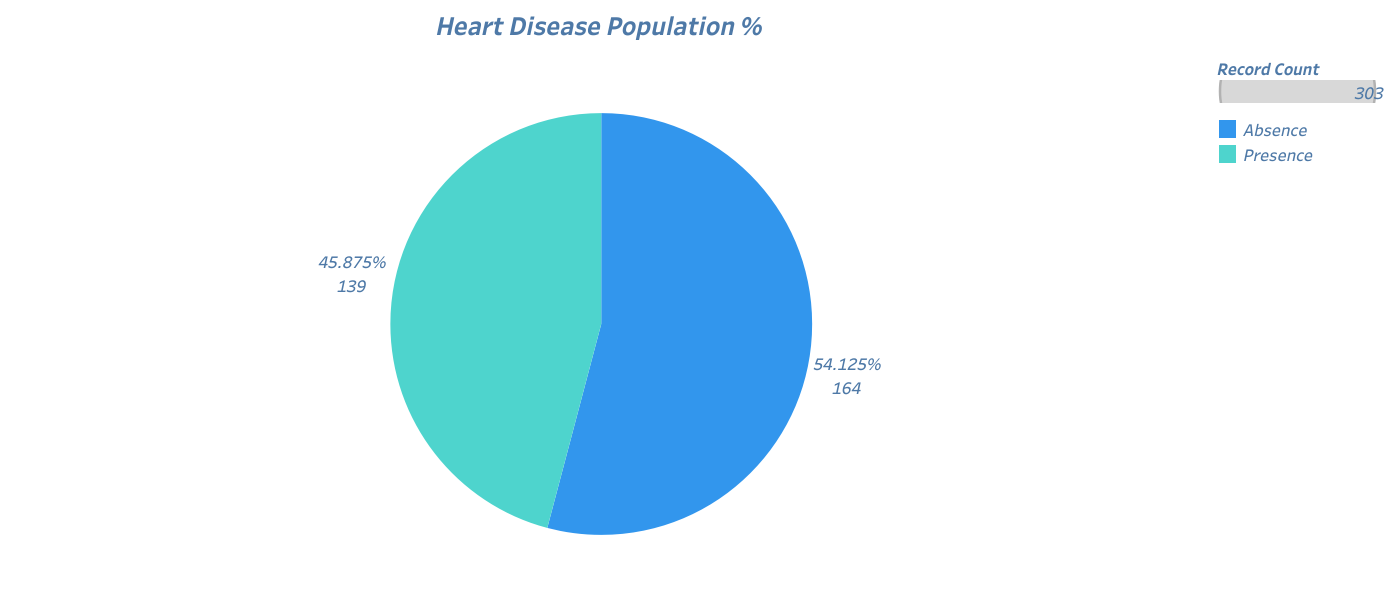 Heart Disease Population %
Record Count
303
Absence
Presence
45.875%
139
54.125%
164